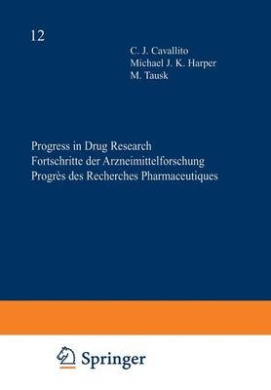 12
C. J. Cavallito
Michael J. K. Harper
M. Tausk
Progress in Drug Research
Fortschritte der Arzneimittelforschung
Progrès des Recherches Pharmaceutiques
Springer